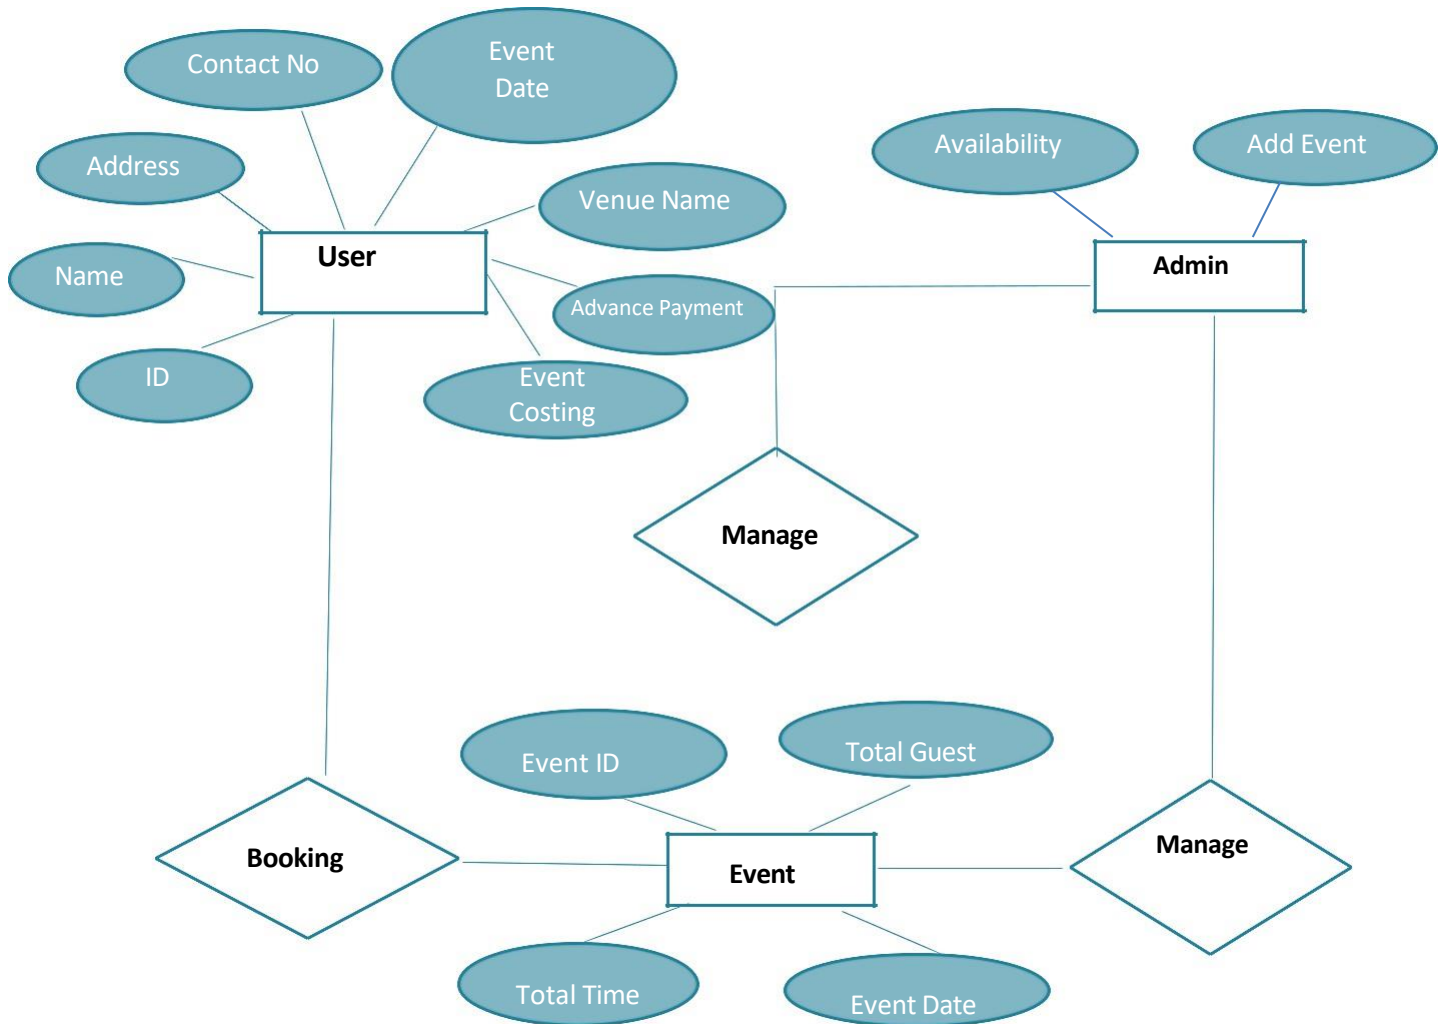 Event
Date
Contact No
Availability
Add Event
Address
Venue Name
User
Admin
Name
Advance Payment
ID
Event
Costing
Manage
Event ID
Total Guest
Booking
Manage
Event
Total Time
Event Date